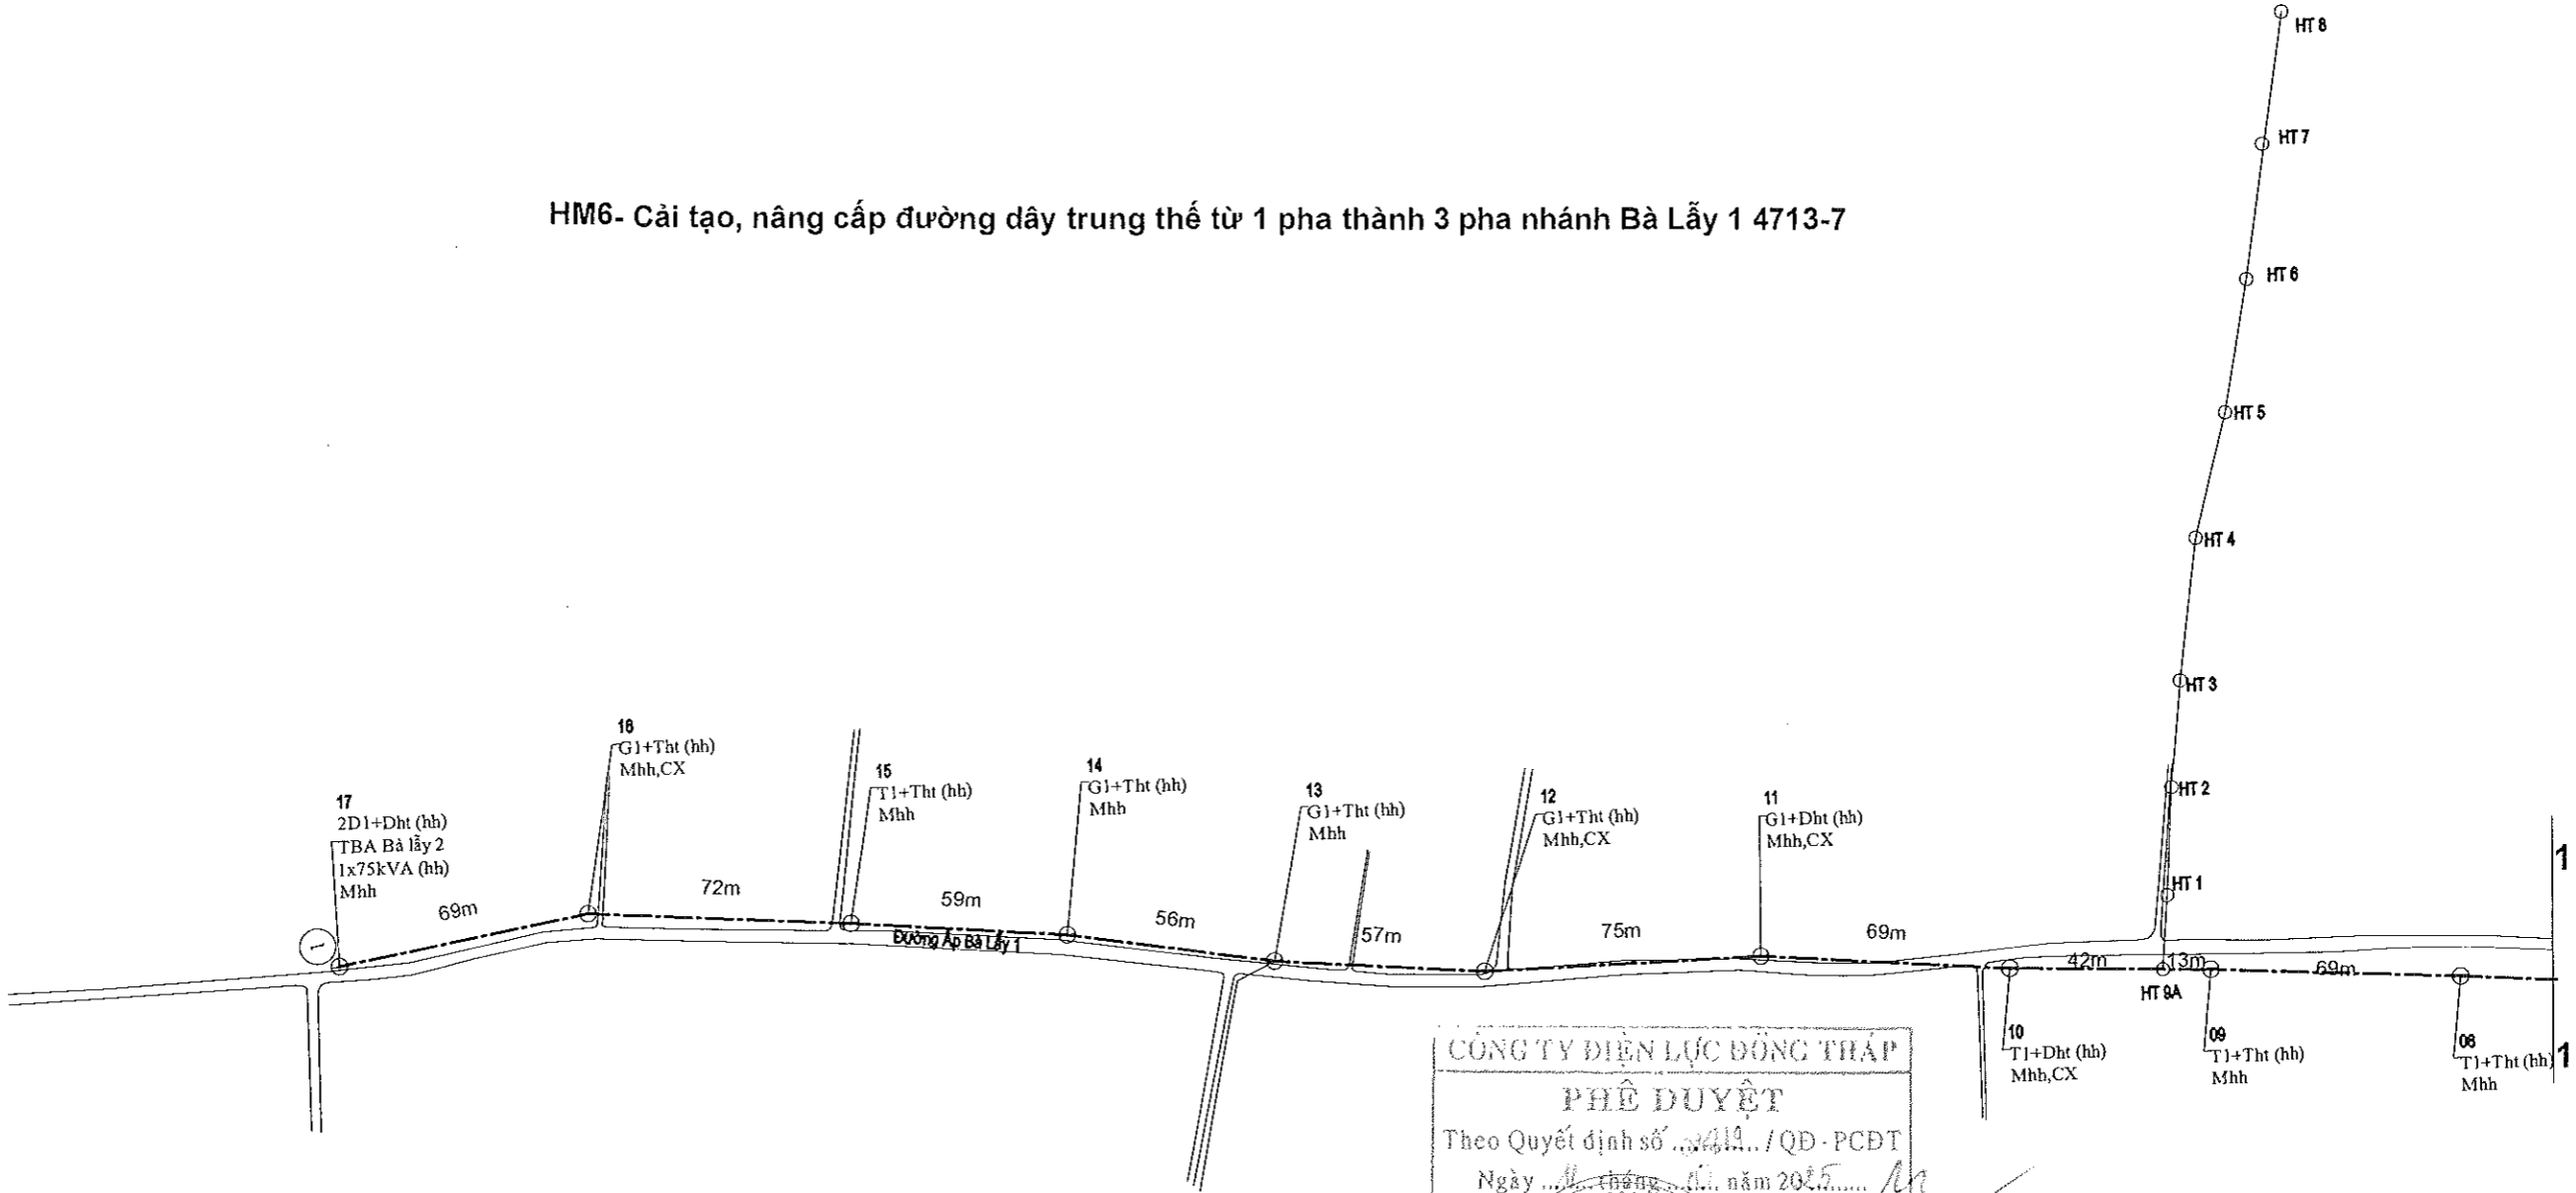 HT 8
HT 7
HM6- Cải tạo, nâng cấp đường dây trung thế từ 1 pha thành 3 pha nhánh Bà Lẫy 1 4713-7
HT 6
HT 5
HT 4
HT 3
HT 2
HT 1
17
2D1+Dht (hh)
TBA Bà lẫy 2
1x75kVA (hh)
Mhh
1
69m
16
G1+Tht (hh)
Mhh,CX
72m
15
T1+Tht (hh)
Mhh
59m
Đường Ấp Bà Lẫy 1
14
G1+Tht (hh)
Mhh
56m
13
G1+Tht (hh)
Mhh
57m
12
G1+Tht (hh)
Mhh,CX
75m
11
G1+Dht (hh)
Mhh,CX
69m
42m
13m
69m
HT 9A
10
T1+Dht (hh)
Mhh,CX
09
T1+Tht (hh)
Mhh
08
T1+Tht (hh)
Mhh
1
1
CÔNG TY ĐIỆN LỰC ĐỒNG THÁP
PHÊ DUYỆT
Theo Quyết định số / QĐ - PCĐT
Ngày tháng năm 2025